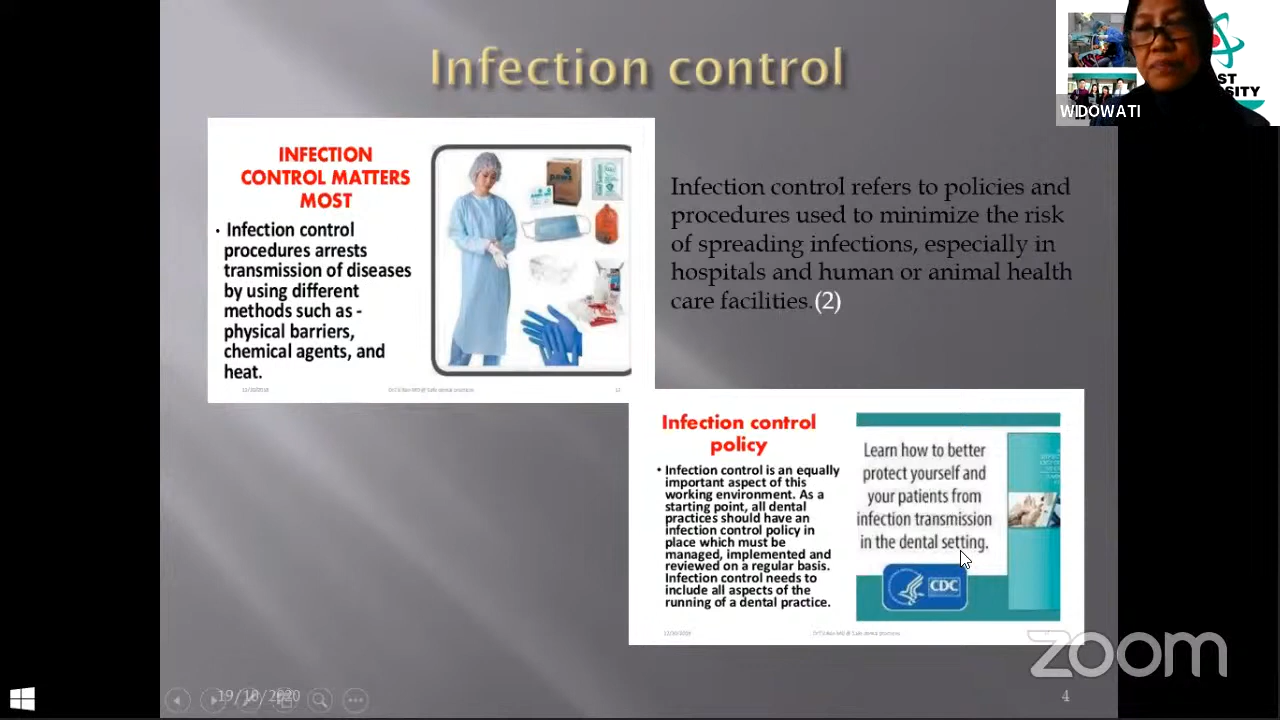 Infection control
ST
SITY
WIDOWATI
INFECTION
CONTROL MATTERS
MOST
• Infection control
procedures arrests
transmission of diseases
by using different
methods such as -
physical barriers,
chemical agents, and
heat.
Infection control refers to policies and
procedures used to minimize the risk
of spreading infections, especially in
hospitals and human or animal health
care facilities.(2)
Infection control
policy
• Infection control is an equally
important aspect of this
working environment. As a
starting point, all dental
practices should have an
infection control policy in
place which must be
managed, implemented and
reviewed on a regular basis.
Infection control needs to
include all aspects of the
running of a dental practice.
Learn how to better
protect yourself and
your patients from
infection transmission
in the dental setting.
CDC
zoom
19/10/2020
4